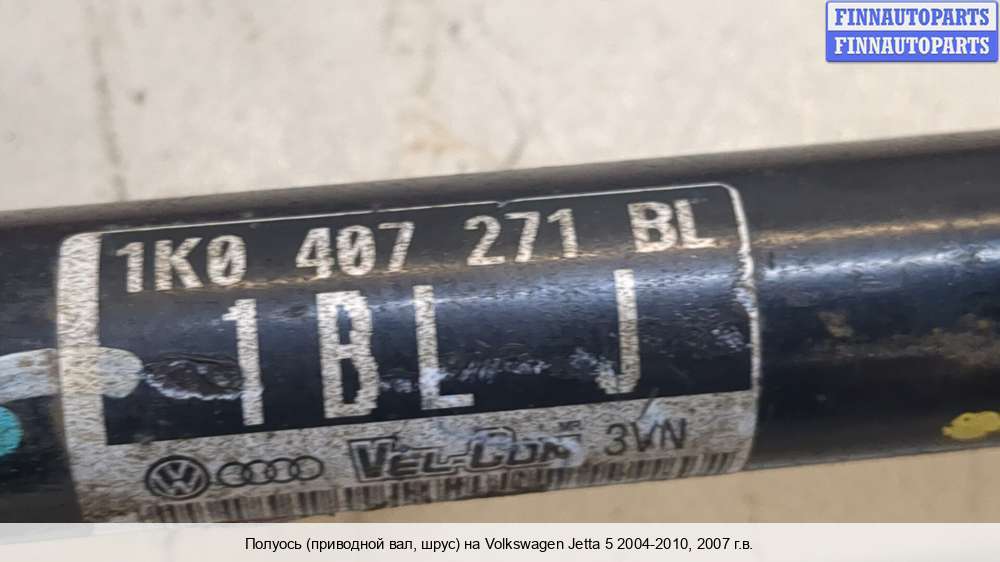 FINNAUTOPARTS
FINNAUTOPARTS
1K0 407 271 BL
1BL J
VEL-CON MR 3VN
Полуось (приводной вал, шрус) на Volkswagen Jetta 5 2004-2010, 2007 г.в.